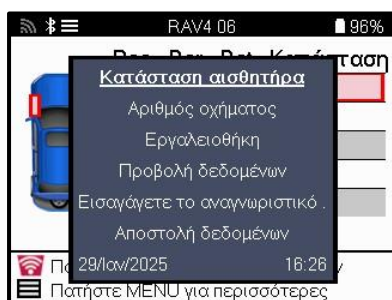 RAV4 06 96%
Κατάσταση
Κατάσταση αισθητήρα
Αριθμός οχήματος
Εργαλειοθήκη
Προβολή δεδομένων
Εισαγάγετε το αναγνωριστικό .
Αποστολή δεδομένων
29/Ιαν/2025 16:26
Πατήστε MENU για περισσότερες